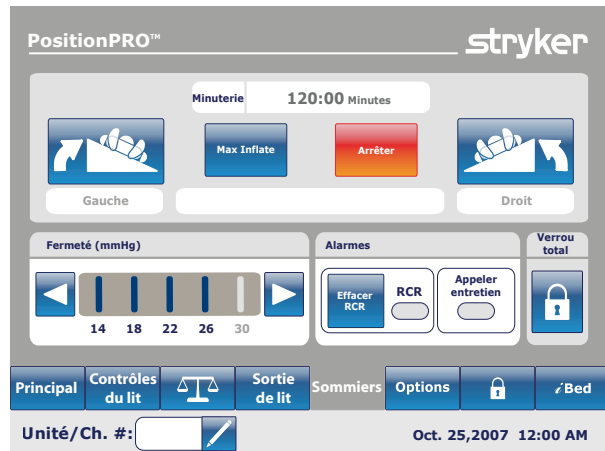 PositionPRO™
stryker
Minuterie 120:00 Minutes
Max Inflate
Arrêter
Gauche
Droit
Fermeté (mmHg)
14 18 22 26 30
Alarmes
Effacer
RCR
RCR
Appeler
entretien
Verrou
total
Principal
Contrôles
du lit
Sortie
de lit
Sommiers
Options
iBed
Unité/Ch. #:
Oct. 25,2007 12:00 AM